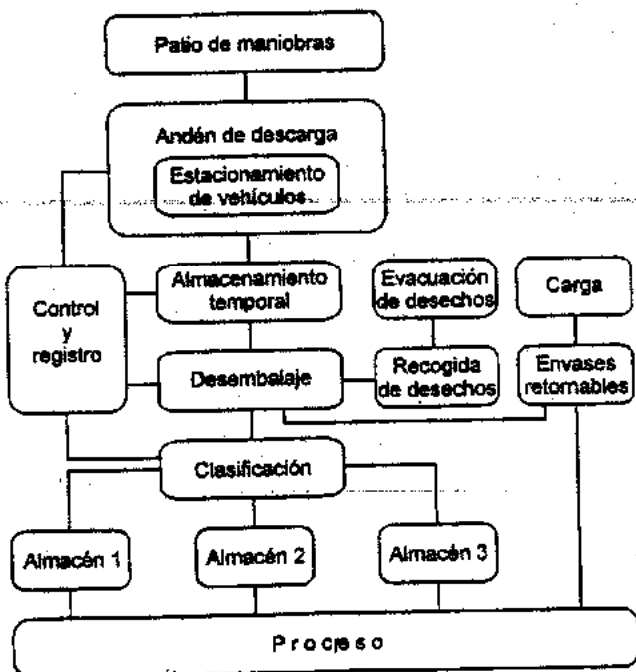 Patio de maniobras
Andén de descarga
Estacionamiento
de vehículos
Almacenamiento
temporal
Evacuación
de desechos
Carga
Control
y
registro
Desembalaje
Recogida
de desechos
Envases
retornables
Clasificación
Almacén 1
Almacén 2
Almacén 3
Proceso